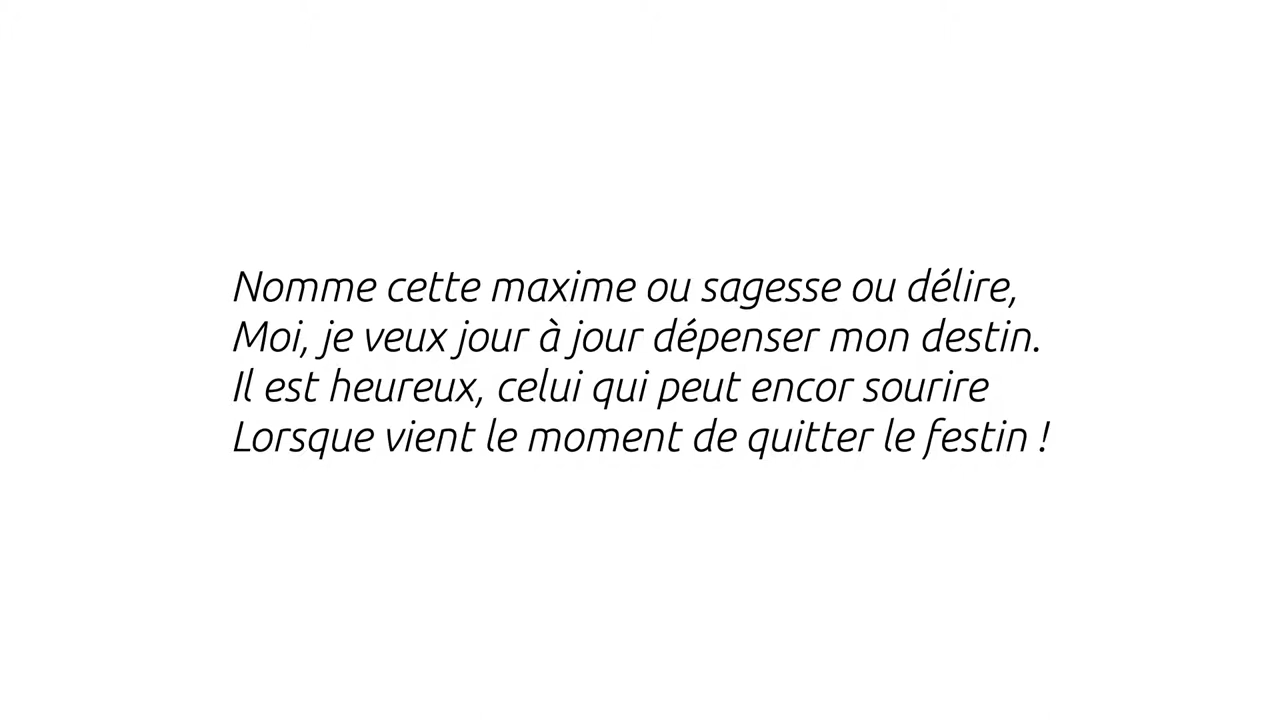 Nomme cette maxime ou sagesse ou délire,
Moi, je veux jour à jour dépenser mon destin.
Il est heureux, celui qui peut encor sourire
Lorsque vient le moment de quitter le festin !